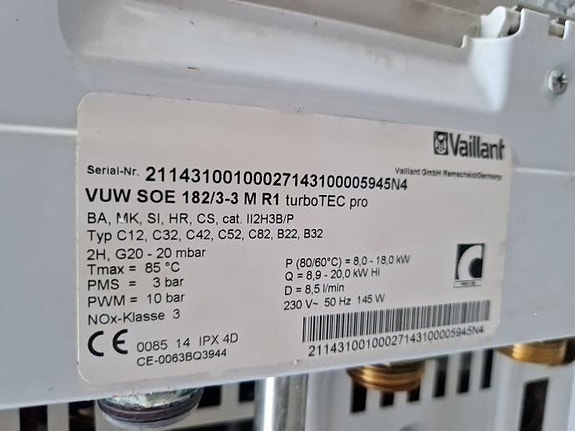 Vaillant
Serial-Nr. 21143100100027143100005945N4
Vaillant GmbH Remscheid/Germany
VUW SOE 182/3-3 M R1 turboTEC pro
BA, MK, SI, HR, CS, cat. II2H3B/P
Typ C12, C32, C42, C52, C82, B22, B32
2H, G20 - 20 mbar
Tmax = 85 °C
PMS = 3 bar
PWM = 10 bar
NOx-Klasse 3
P (80/60°C) = 8,0 - 18,0 kW
Q = 8,9 - 20,0 kW Hi
D = 8,5 l/min
230 V~ 50 Hz 145 W
CE 0085 14 IPX 4D
CE-0063BQ3944
21143100100027143100005945N4